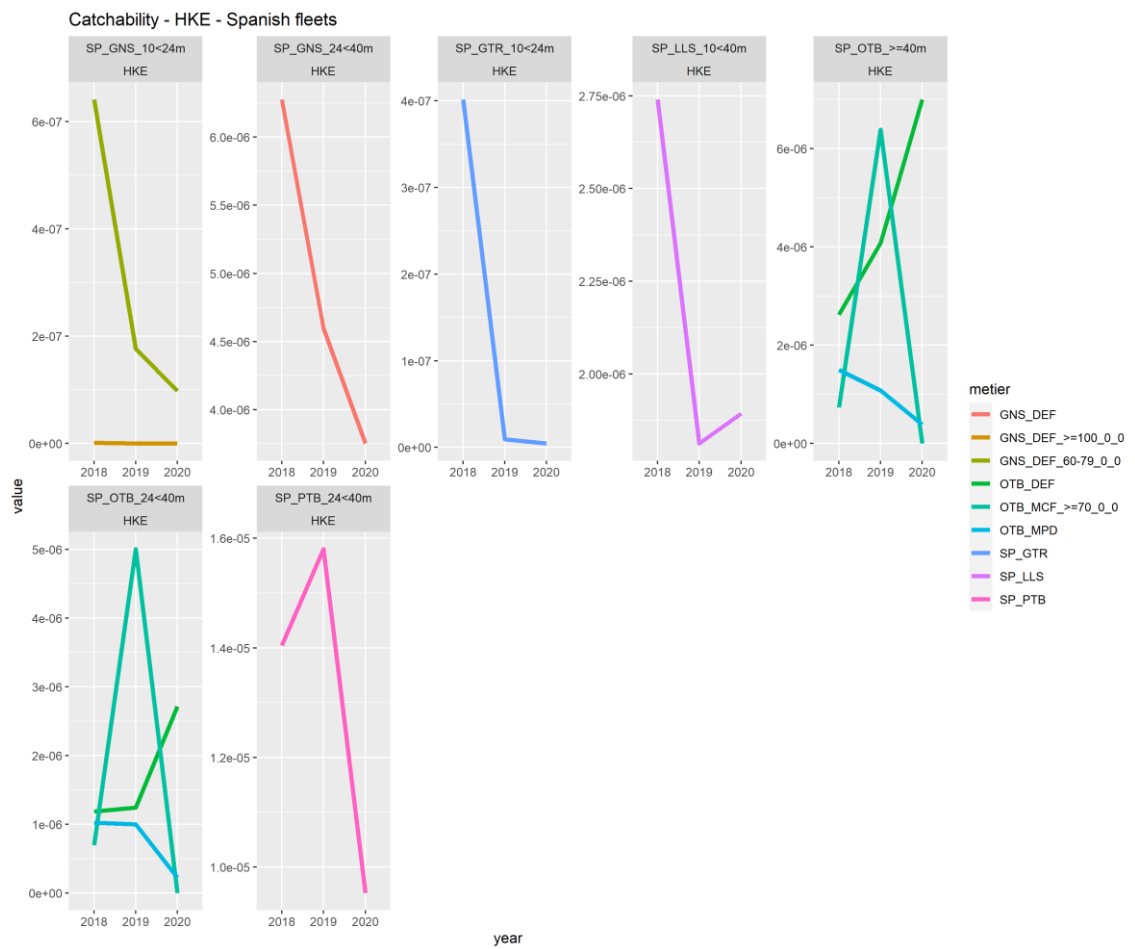 Catchability - HKE - Spanish fleets
SP_GNS_10<24m
HKE
6e-07
4e-07
2e-07
0e+00
2018 2019 2020
SP_GNS_24<40m
HKE
6.0e-06
5.5e-06
5.0e-06
4.5e-06
4.0e-06
2018 2019 2020
SP_GTR_10<24m
HKE
4e-07
3e-07
2e-07
1e-07
0e+00
2018 2019 2020
SP_LLS_10<40m
HKE
2.75e-06
2.50e-06
2.25e-06
2.00e-06
2018 2019 2020
SP_OTB_>=40m
HKE
6e-06
4e-06
2e-06
0e+00
2018 2019 2020
SP_OTB_24<40m
HKE
5e-06
4e-06
3e-06
2e-06
1e-06
0e+00
2018 2019 2020
SP_PTB_24<40m
HKE
1.6e-05
1.4e-05
1.2e-05
1.0e-05
2018 2019 2020
value
year
metier
GNS_DEF
GNS_DEF_>=100_0_0
GNS_DEF_60-79_0_0
OTB_DEF
OTB_MCF_>=70_0_0
OTB_MPD
SP_GTR
SP_LLS
SP_PTB